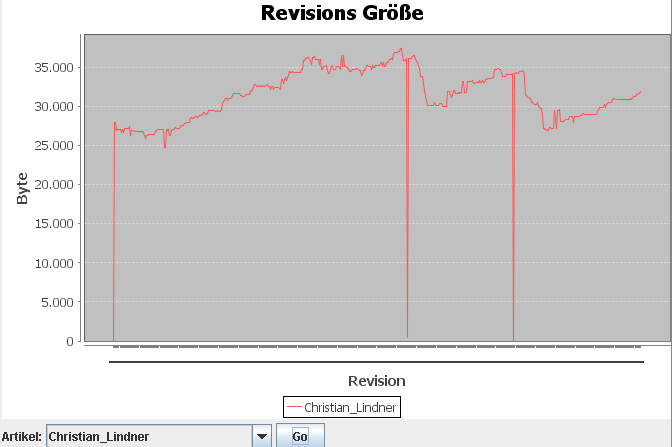 Revisions Größe
35.000
30.000
25.000
20.000
15.000
10.000
5.000
0
Byte
Revision
Christian_Lindner
Artikel: Christian_Lindner Go